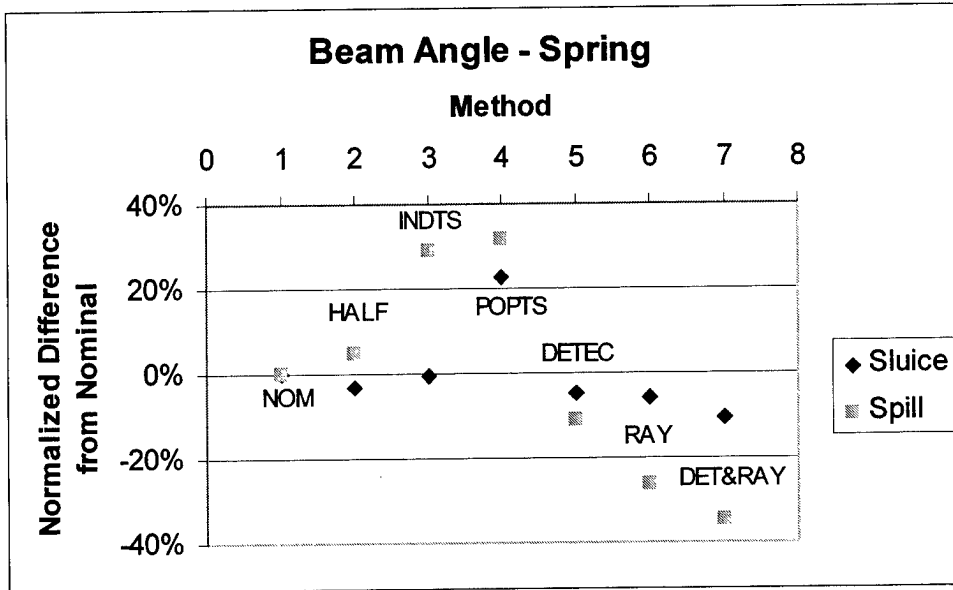 Beam Angle - Spring
Method
0 1 2 3 4 5 6 7 8
Normalized Difference
from Nominal
40%
20%
0%
-20%
-40%
INDTS
HALF
POPTS
DETEC
NOM
RAY
DET&RAY
Sluice
Spill